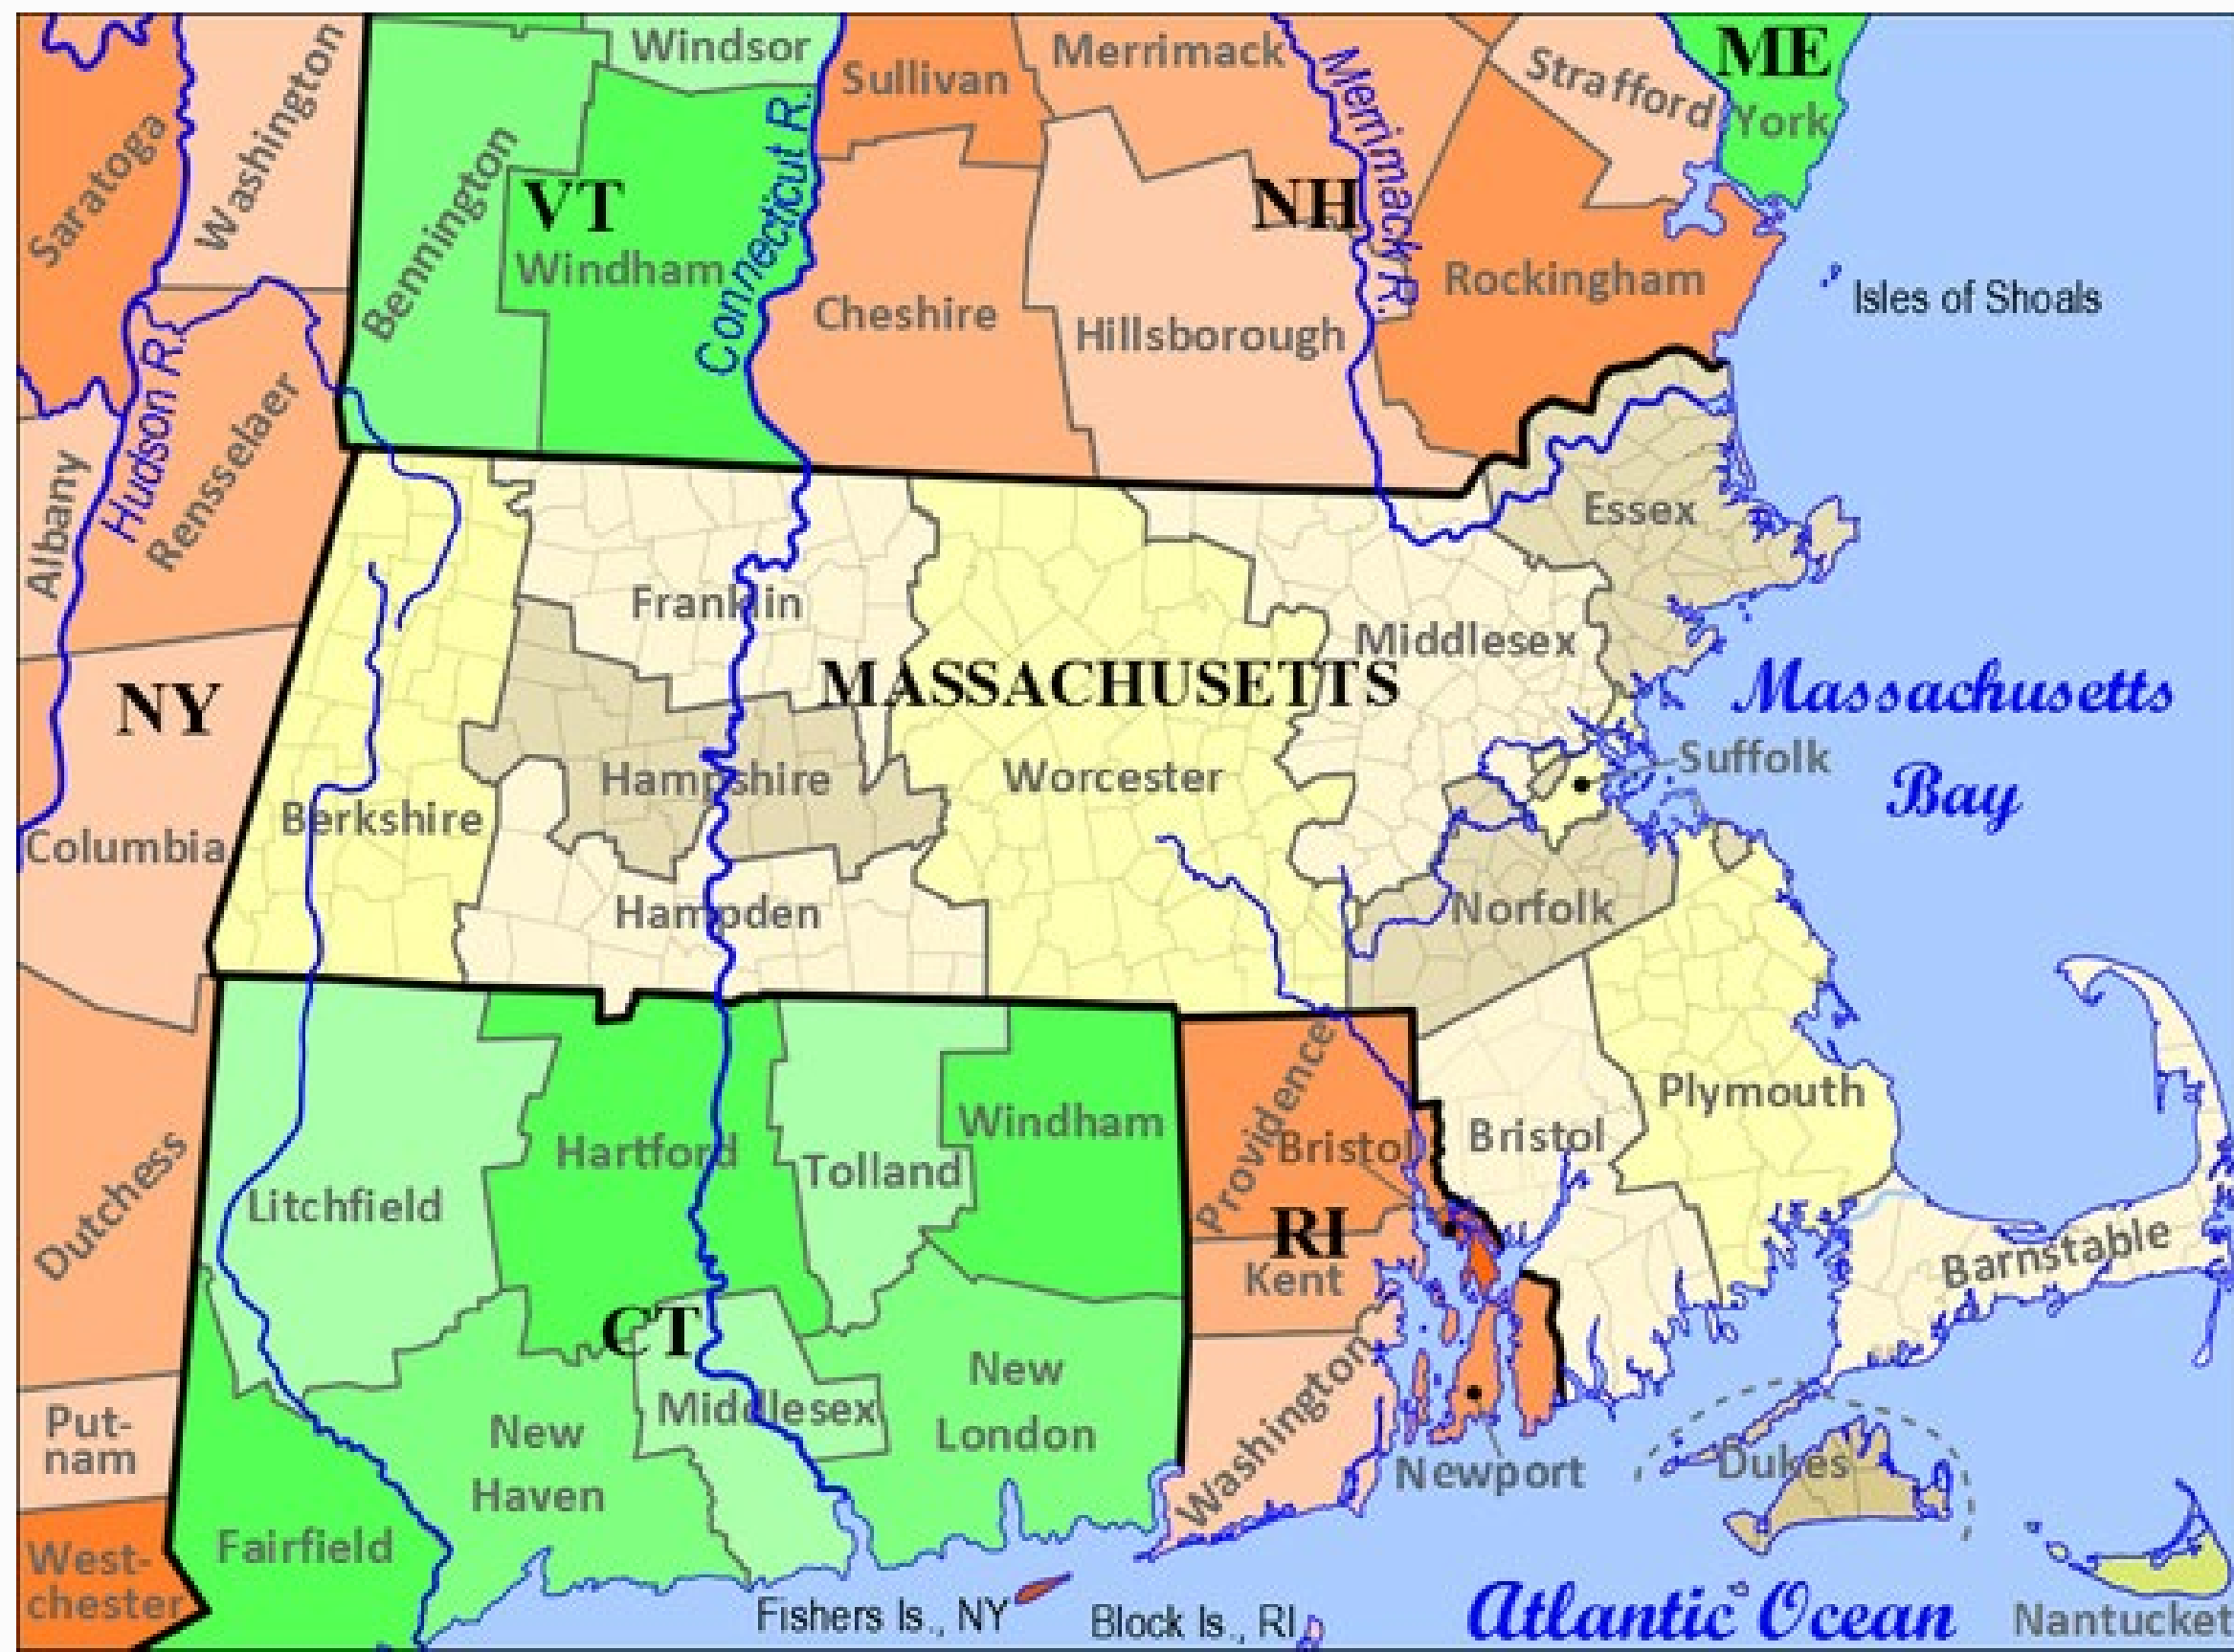 Windsor
Sullivan
Merrimack
Strafford
ME
York
Washington
Saratoga
Bennington
VT
Windham
Connecticut R.
Merrimack R.
NH
Rockingham
Isles of Shoals
Cheshire
Hillsborough
Hudson R.
Rensselaer
Albany
Essex
Franklin
Middlesex
MASSACHUSETTS
Massachusetts
Bay
NY
Suffolk
Hampshire
Worcester
Berkshire
Columbia
Hampden
Norfolk
Providence
Plymouth
Windham
Bristol
Bristol
Hartford
Tolland
Dutchess
Litchfield
RI
Kent
Barnstable
CT
New
London
Middlesex
Washington
Put-
nam
New
Haven
Newport
Dukes
West-
chester
Fairfield
Fishers Is., NY
Block Is., RI
Atlantic Ocean
Nantucket